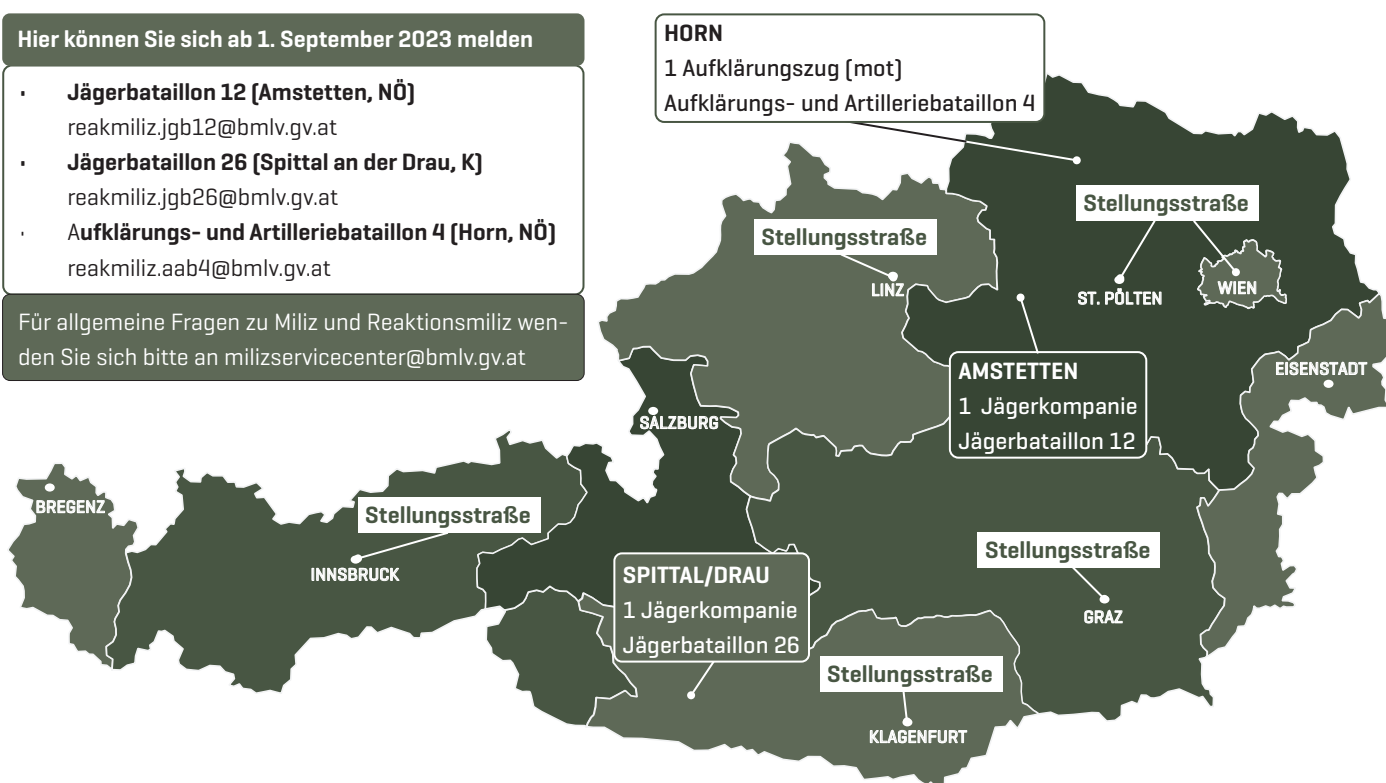 Hier können Sie sich ab 1. September 2023 melden
· Jägerbataillon 12 (Amstetten, NÖ)
reakmiliz.jgb12@bmlv.gv.at
· Jägerbataillon 26 (Spittal an der Drau, K)
reakmiliz.jgb26@bmlv.gv.at
· Aufklärungs- und Artilleriebataillon 4 (Horn, NÖ)
reakmiliz.aab4@bmlv.gv.at
Für allgemeine Fragen zu Miliz und Reaktionsmiliz wen-
den Sie sich bitte an milizservicecenter@bmlv.gv.at
HORN
1 Aufklärungszug (mot)
Aufklärungs- und Artilleriebataillon 4
Stellungsstraße
Stellungsstraße
LINZ
ST. PÖLTEN
WIEN
AMSTETTEN
1 Jägerkompanie
Jägerbataillon 12
EISENSTADT
SALZBURG
BREGENZ
Stellungsstraße
INNSBRUCK
SPITTAL/DRAU
1 Jägerkompanie
Jägerbataillon 26
Stellungsstraße
GRAZ
Stellungsstraße
KLAGENFURT